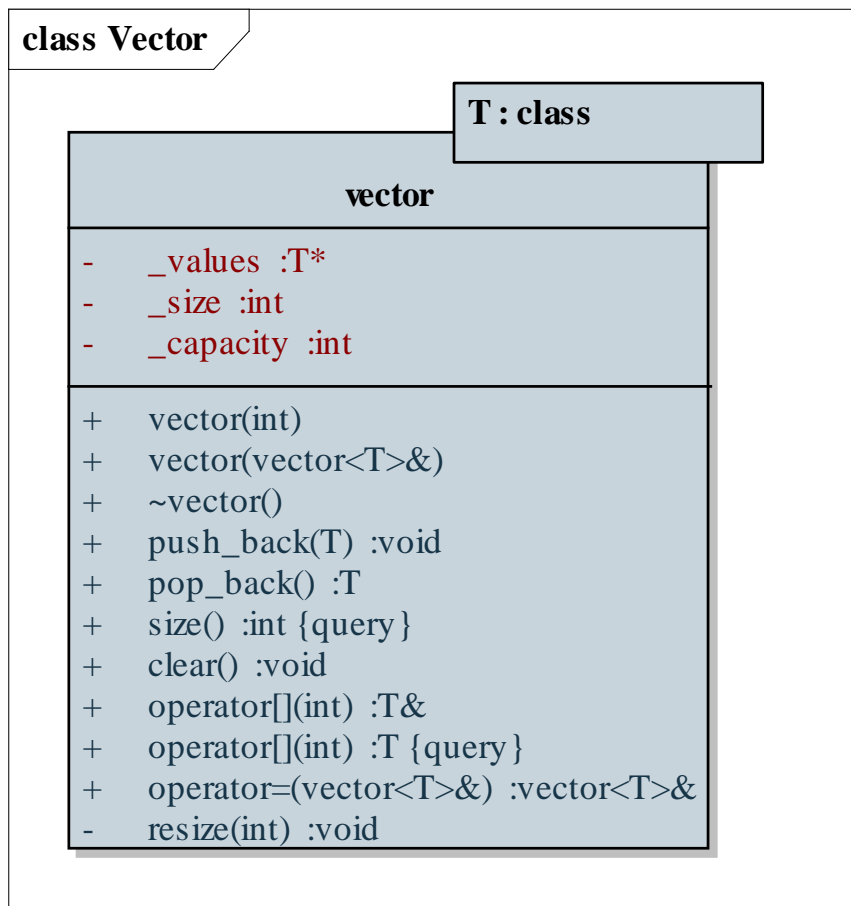 class Vector
T : class
vector
- _values :T*
- _size :int
- _capacity :int
+ vector(int)
+ vector(vector<T>&)
+ ~vector()
+ push_back(T) :void
+ pop_back() :T
+ size() :int {query}
+ clear() :void
+ operator[](int) :T&
+ operator[](int) :T {query}
+ operator=(vector<T>&) :vector<T>&
- resize(int) :void